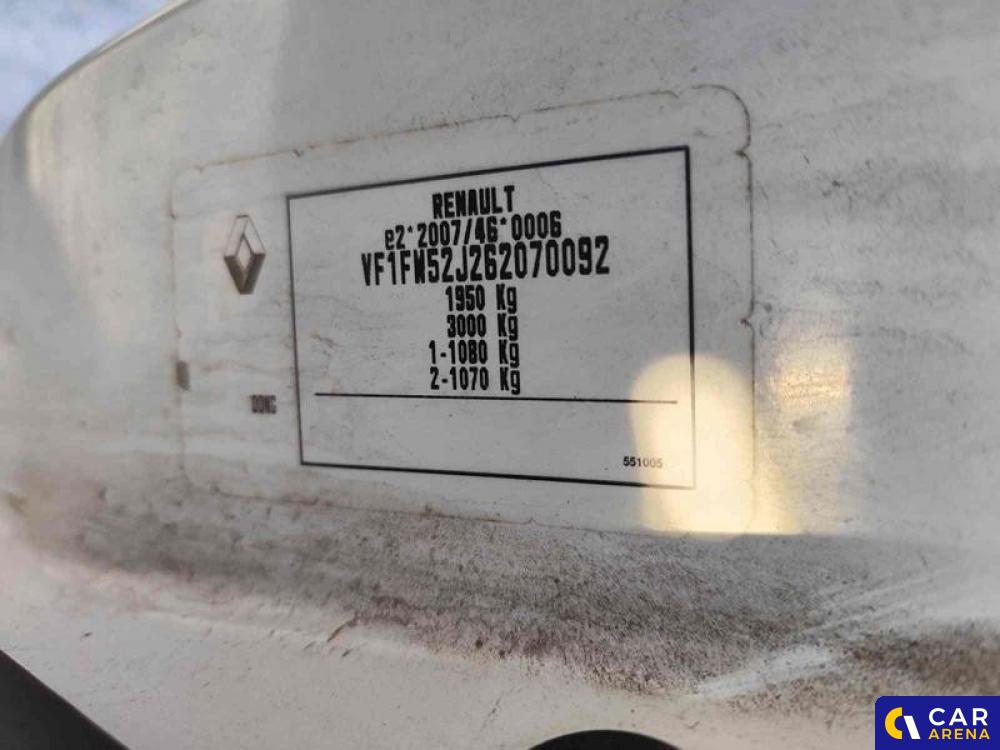 RENAULT
e2*2007/46*0006
VF1FW52J262070092
1950 Kg
3000 Kg
1-1080 Kg
2-1070 Kg
551005
CAR
ARENA